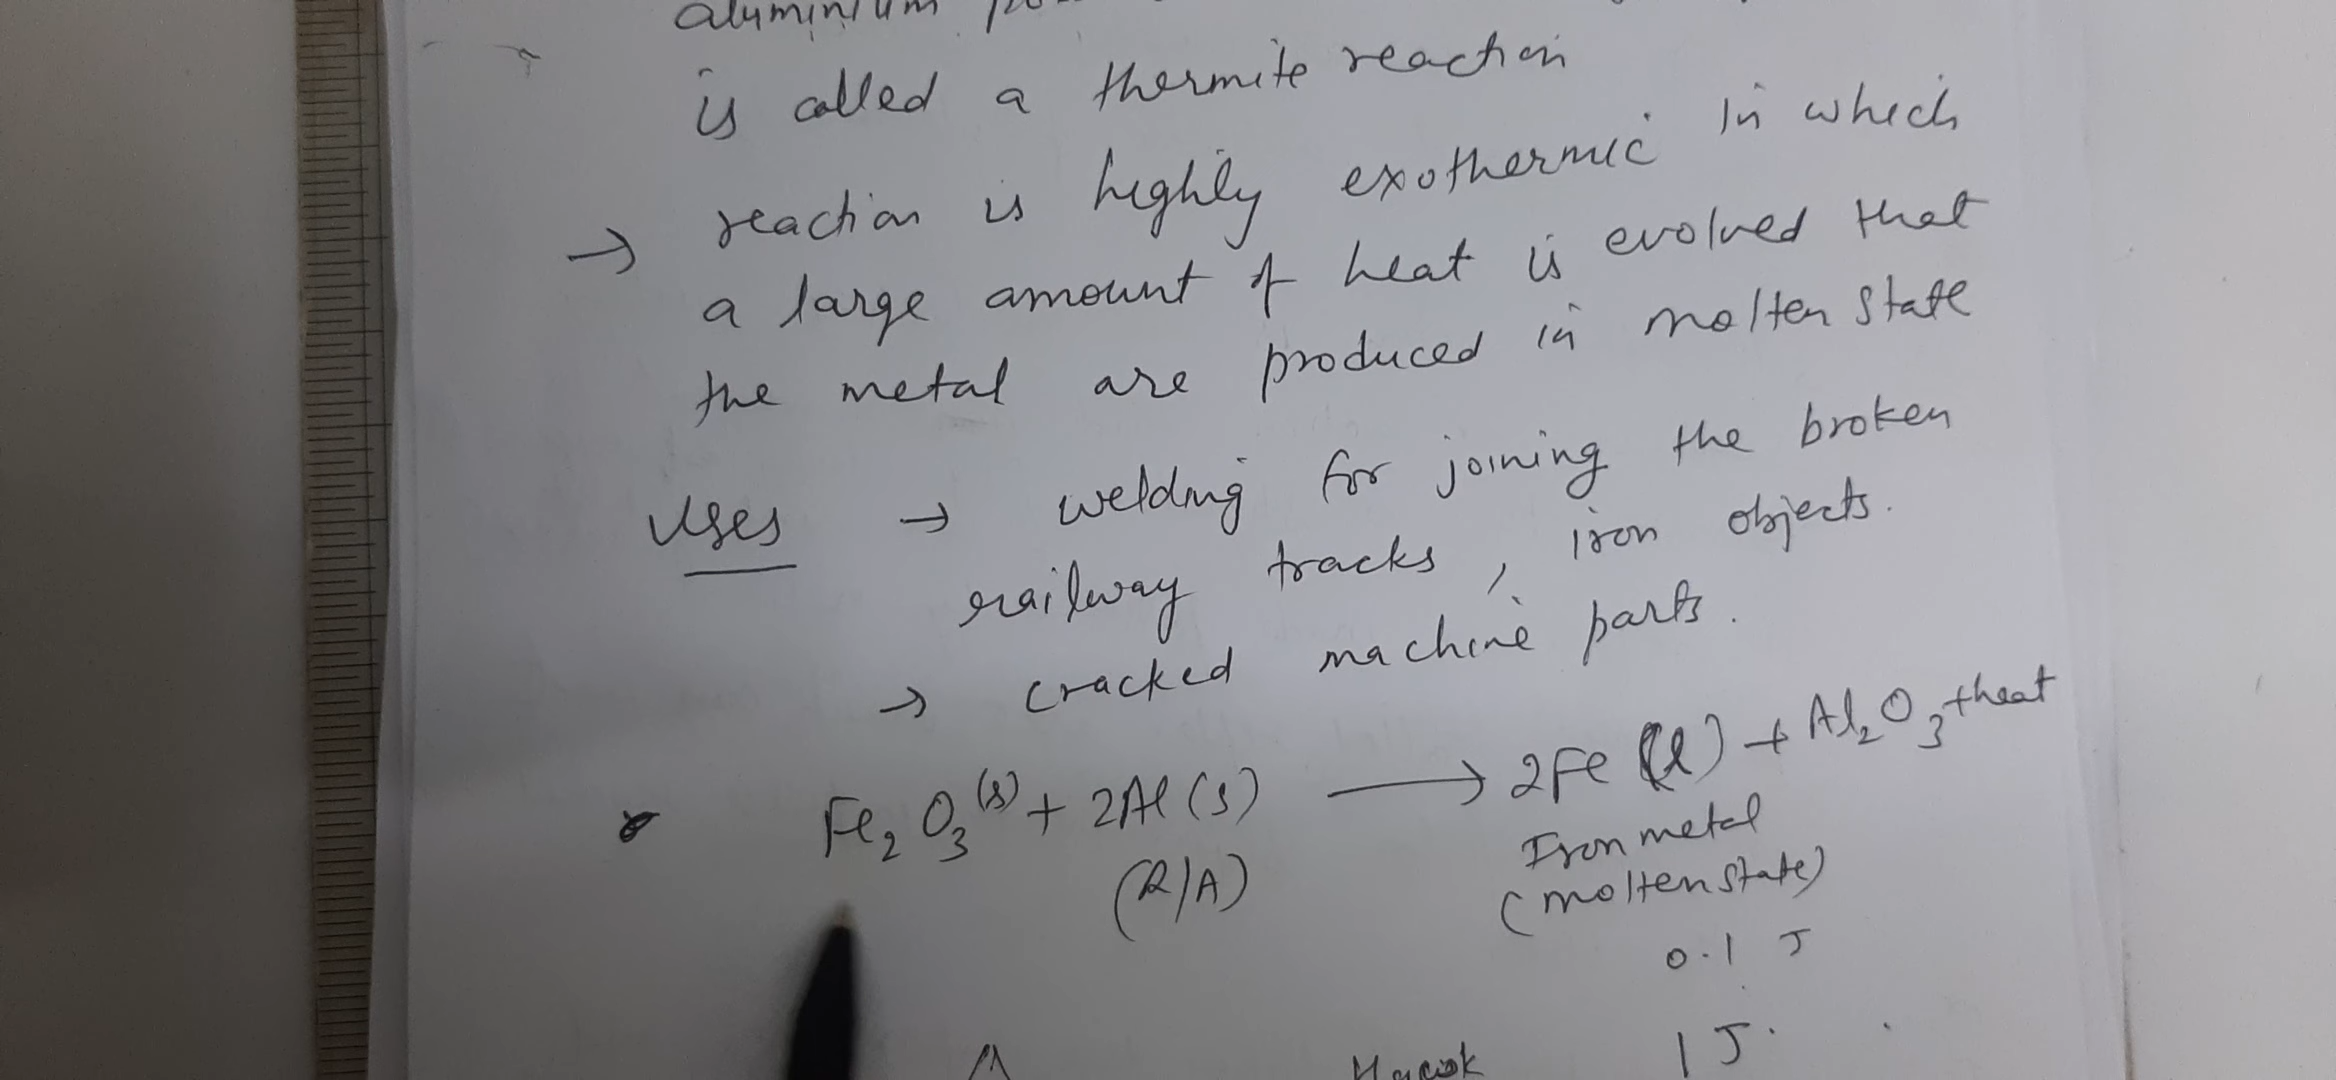 aluminium
is called a thermite reaction
→ reaction is highly exothermic in which
a large amount of heat is evolved that
the metal are produced in molten state
Uses → welding for joining the broken
railway tracks, iron objects.
→ cracked machine parts.
Fe₂O₃(s) + 2Al(s) → 2Fe(l) + Al₂O₃ + heat
(R/A) Iron metal
(molten state)
0.1 J
1 J.